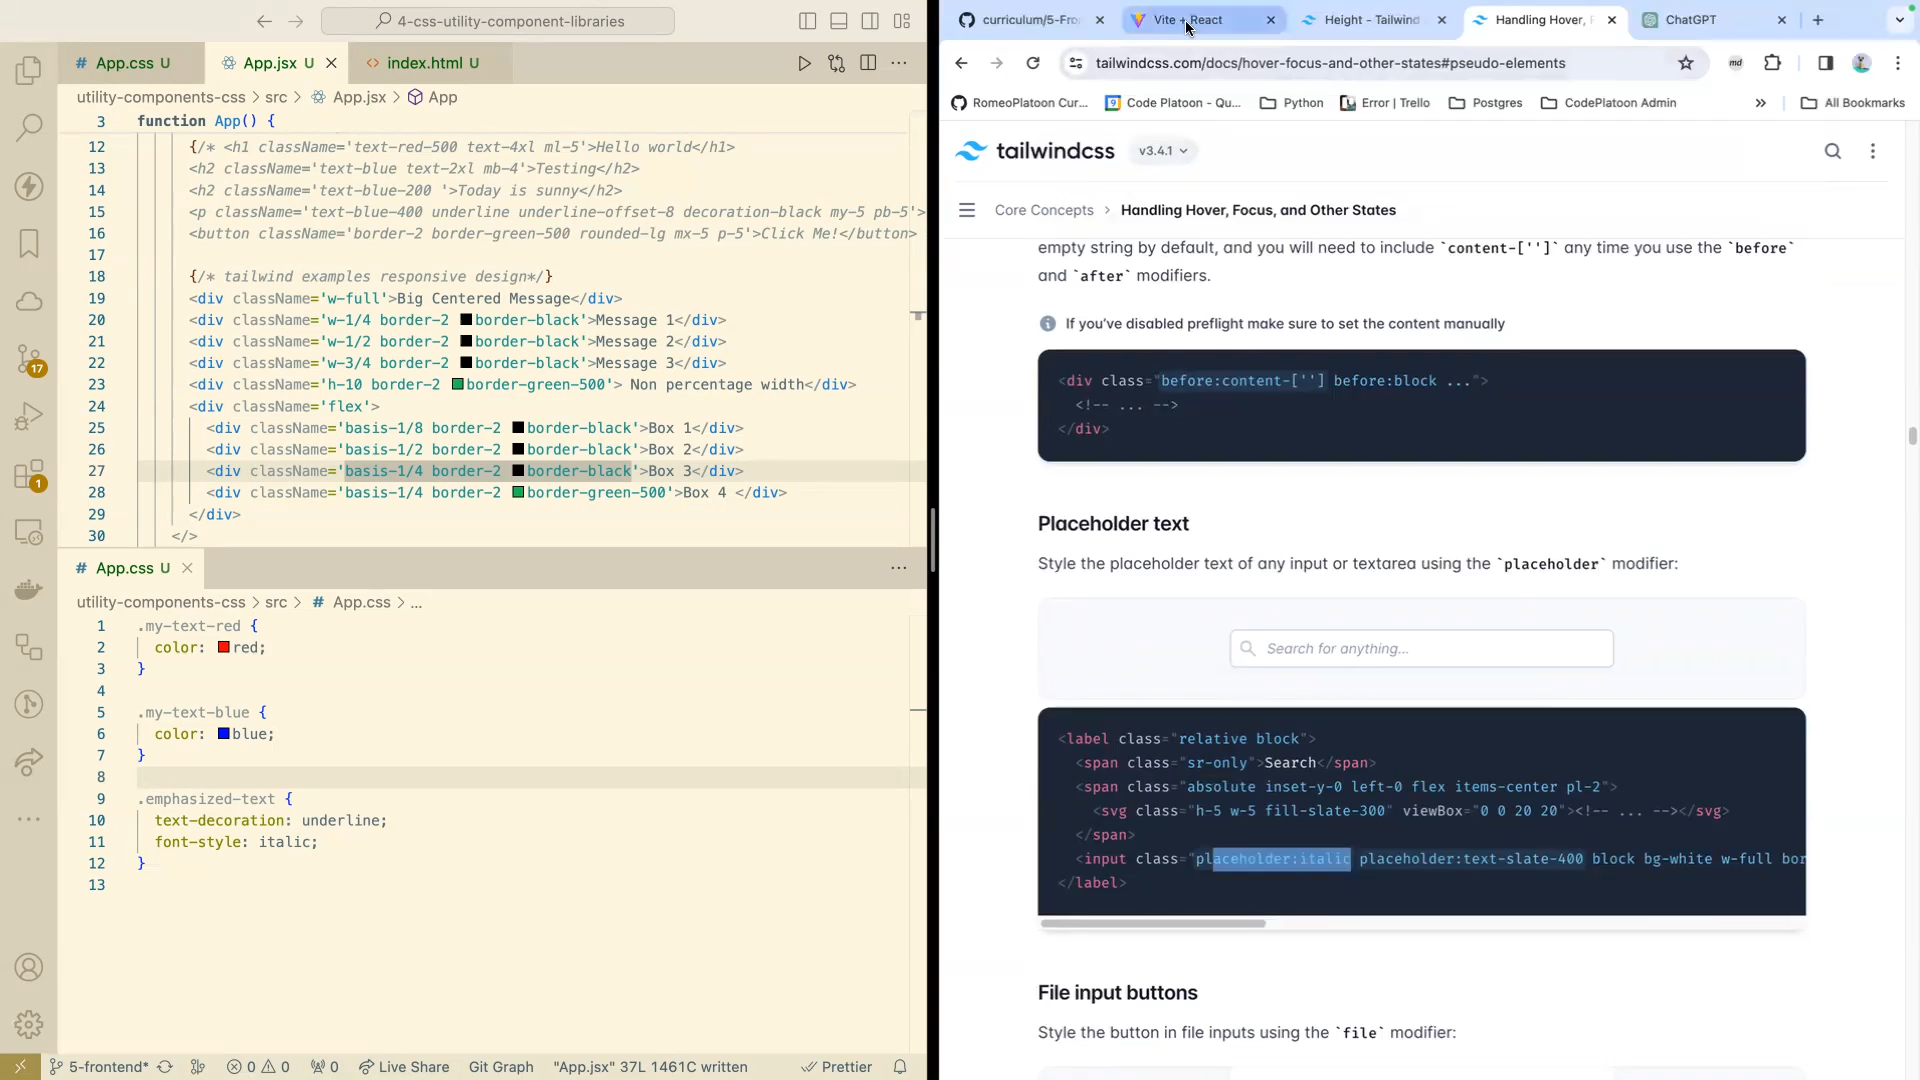 4-css-utility-component-libraries
# App.css U
App.jsx U
<> index.html U
utility-components-css > src > App.jsx > App
3 function App() {
12 {/* <h1 className='text-red-500 text-4xl ml-5'>Hello world</h1>
13 <h2 className='text-blue text-2xl mb-4'>Testing</h2>
14 <h2 className='text-blue-200 '>Today is sunny</h2>
15 <p className='text-blue-400 underline underline-offset-8 decoration-black my-5 pb-5'>
16 <button className='border-2 border-green-500 rounded-lg mx-5 p-5'>Click Me!</button>
17
18 {/* tailwind examples responsive design*/}
19 <div className='w-full'>Big Centered Message</div>
20 <div className='w-1/4 border-2 border-black'>Message 1</div>
21 <div className='w-1/2 border-2 border-black'>Message 2</div>
22 <div className='w-3/4 border-2 border-black'>Message 3</div>
23 <div className='h-10 border-2 border-green-500'> Non percentage width</div>
24 <div className='flex'>
25 <div className='basis-1/8 border-2 border-black'>Box 1</div>
26 <div className='basis-1/2 border-2 border-black'>Box 2</div>
27 <div className='basis-1/4 border-2 border-black'>Box 3</div>
28 <div className='basis-1/4 border-2 border-green-500'>Box 4 </div>
29 </div>
30 </>
# App.css U
utility-components-css > src > # App.css > ...
1 .my-text-red {
2 color: red;
3 }
4
5 .my-text-blue {
6 color: blue;
7 }
8
9 .emphasized-text {
10 text-decoration: underline;
11 font-style: italic;
12 }
13
17
1
5-frontend* 0 0 0 Live Share Git Graph "App.jsx" 37L 1461C written Prettier
curriculum/5-Fro
Vite + React
Height - Tailwind
Handling Hover,
ChatGPT
tailwindcss.com/docs/hover-focus-and-other-states#pseudo-elements
md
RomeoPlatoon Cur...
9 Code Platoon - Qu...
Python
Error | Trello
Postgres
CodePlatoon Admin
» All Bookmarks
tailwindcss v3.4.1
Core Concepts > Handling Hover, Focus, and Other States
empty string by default, and you will need to include `content-['']` any time you use the `before`
and `after` modifiers.
If you've disabled preflight make sure to set the content manually
<div class="before:content-[''] before:block ...">
<!-- ... -->
</div>
Placeholder text
Style the placeholder text of any input or textarea using the `placeholder` modifier:
Search for anything...
<label class="relative block">
<span class="sr-only">Search</span>
<span class="absolute inset-y-0 left-0 flex items-center pl-2">
<svg class="h-5 w-5 fill-slate-300" viewBox="0 0 20 20"><!-- ... --></svg>
</span>
<input class="placeholder:italic placeholder:text-slate-400 block bg-white w-full bor
</label>
File input buttons
Style the button in file inputs using the `file` modifier: